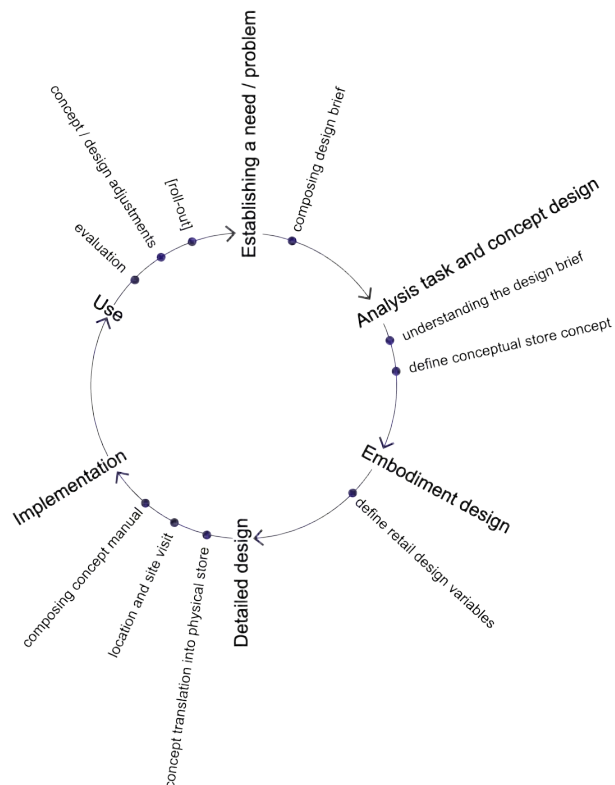 Establishing a need / problem
composing design brief
Analysis task and concept design
understanding the design brief
define conceptual store concept
Embodiment design
define retail design variables
Detailed design
concept translation into physical store
location and site visit
composing concept manual
Implementation
Use
evaluation
concept / design adjustments
[roll-out]